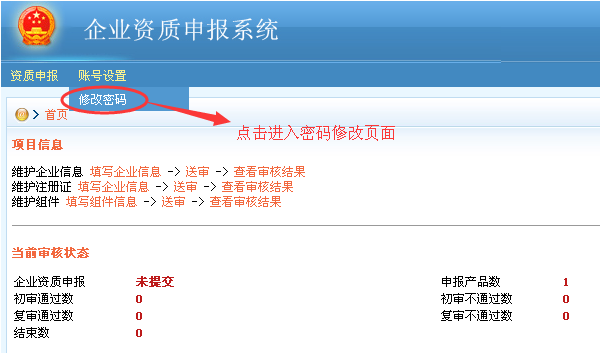 企业资质申报系统
资质申报 账号设置
修改密码
首页
点击进入密码修改页面
项目信息
维护企业信息 填写企业信息 -> 送审 -> 查看审核结果
维护注册证 填写企业信息 -> 送审 -> 查看审核结果
维护组件 填写组件信息 -> 送审 -> 查看审核结果
当前审核状态
企业资质申报 未提交 申报产品数 1
初审通过数 0 初审不通过数 0
复审通过数 0 复审不通过数 0
结束数 0